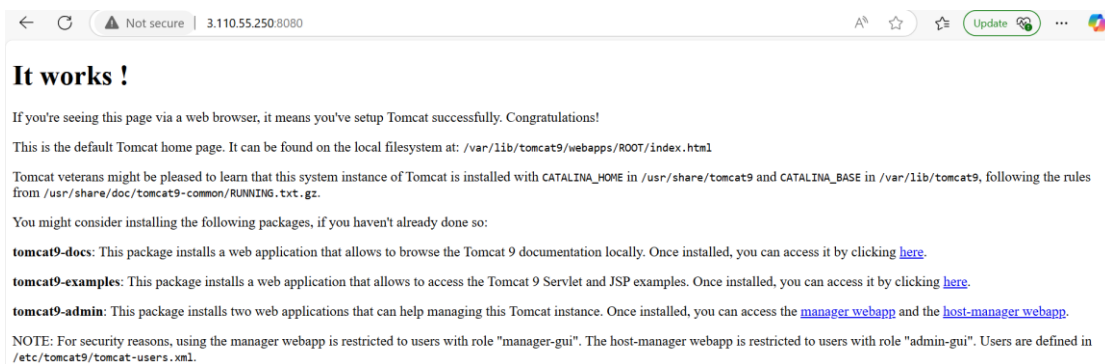 Not secure 3.110.55.250:8080 Update
It works !
If you're seeing this page via a web browser, it means you've setup Tomcat successfully. Congratulations!
This is the default Tomcat home page. It can be found on the local filesystem at: /var/lib/tomcat9/webapps/ROOT/index.html
Tomcat veterans might be pleased to learn that this system instance of Tomcat is installed with CATALINA_HOME in /usr/share/tomcat9 and CATALINA_BASE in /var/lib/tomcat9, following the rules
from /usr/share/doc/tomcat9-common/RUNNING.txt.gz.
You might consider installing the following packages, if you haven't already done so:
tomcat9-docs: This package installs a web application that allows to browse the Tomcat 9 documentation locally. Once installed, you can access it by clicking here.
tomcat9-examples: This package installs a web application that allows to access the Tomcat 9 Servlet and JSP examples. Once installed, you can access it by clicking here.
tomcat9-admin: This package installs two web applications that can help managing this Tomcat instance. Once installed, you can access the manager webapp and the host-manager webapp.
NOTE: For security reasons, using the manager webapp is restricted to users with role "manager-gui". The host-manager webapp is restricted to users with role "admin-gui". Users are defined in
/etc/tomcat9/tomcat-users.xml.